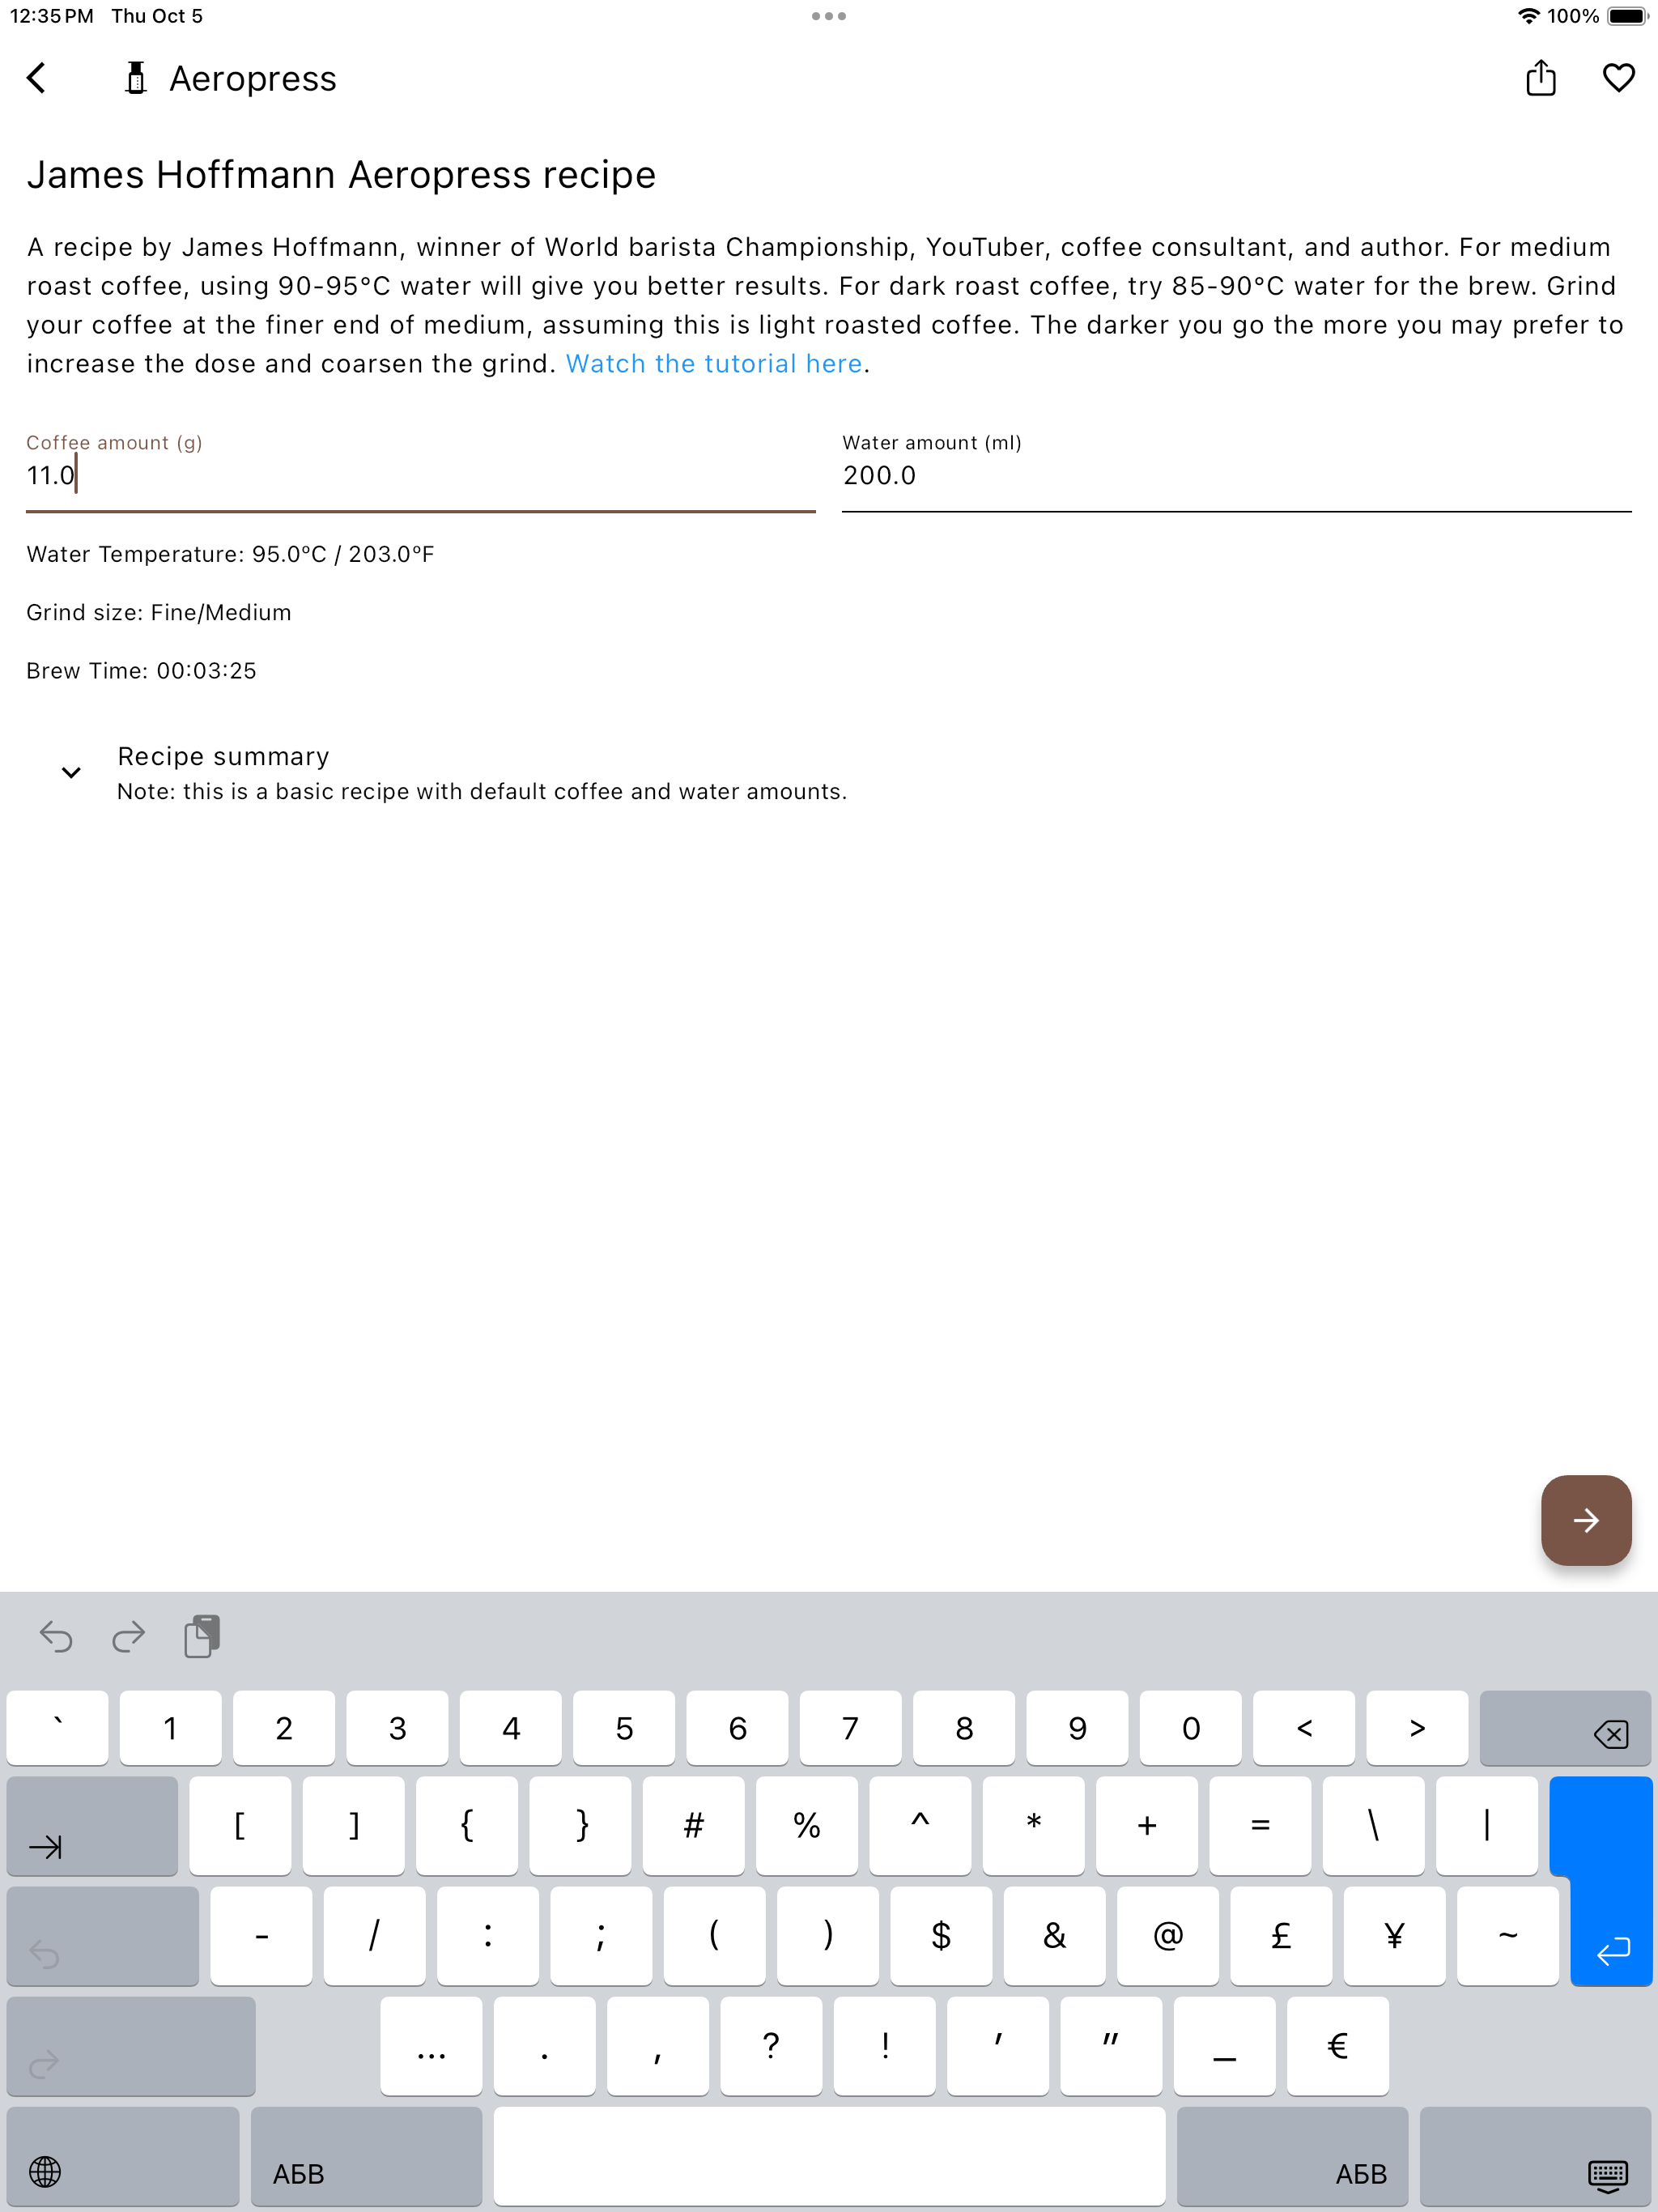 12:35 PM Thu Oct 5 100%
Aeropress
James Hoffmann Aeropress recipe
A recipe by James Hoffmann, winner of World barista Championship, YouTuber, coffee consultant, and author. For medium
roast coffee, using 90-95°C water will give you better results. For dark roast coffee, try 85-90°C water for the brew. Grind
your coffee at the finer end of medium, assuming this is light roasted coffee. The darker you go the more you may prefer to
increase the dose and coarsen the grind. Watch the tutorial here.
Coffee amount (g) Water amount (ml)
11.0 200.0
Water Temperature: 95.0ºC / 203.0ºF
Grind size: Fine/Medium
Brew Time: 00:03:25
Recipe summary
Note: this is a basic recipe with default coffee and water amounts.
` 1 2 3 4 5 6 7 8 9 0 < >
[ ] { } # % ^ * + = \ |
- / : ; ( ) $ & @ £ ¥ ~
... . , ? ! ' " _ €
АБВ АБВ